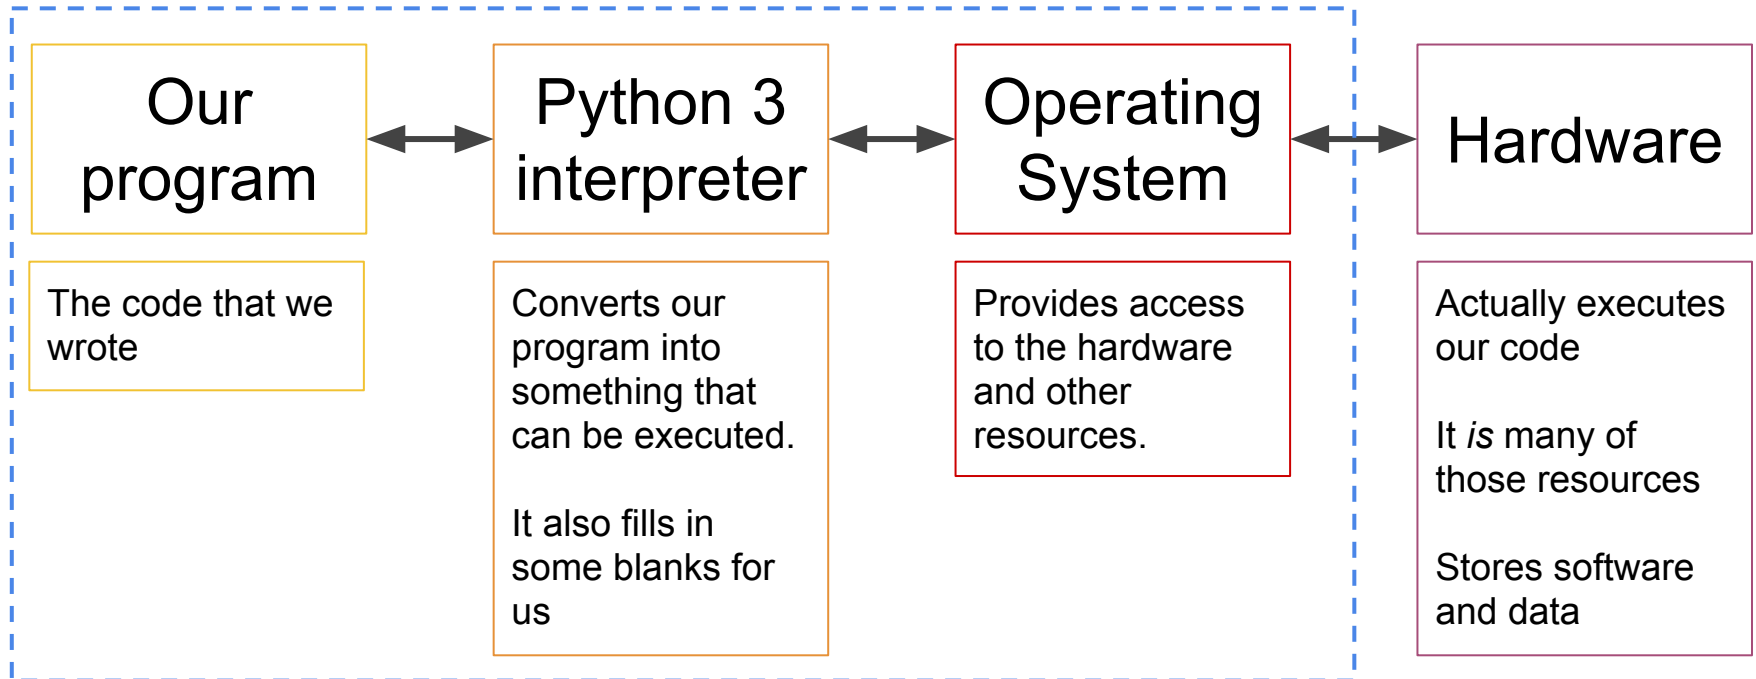 Our
program
Python 3
interpreter
Operating
System
Hardware
The code that we
wrote
Converts our
program into
something that
can be executed.
It also fills in
some blanks for
us
Provides access
to the hardware
and other
resources.
Actually executes
our code
It is many of
those resources
Stores software
and data